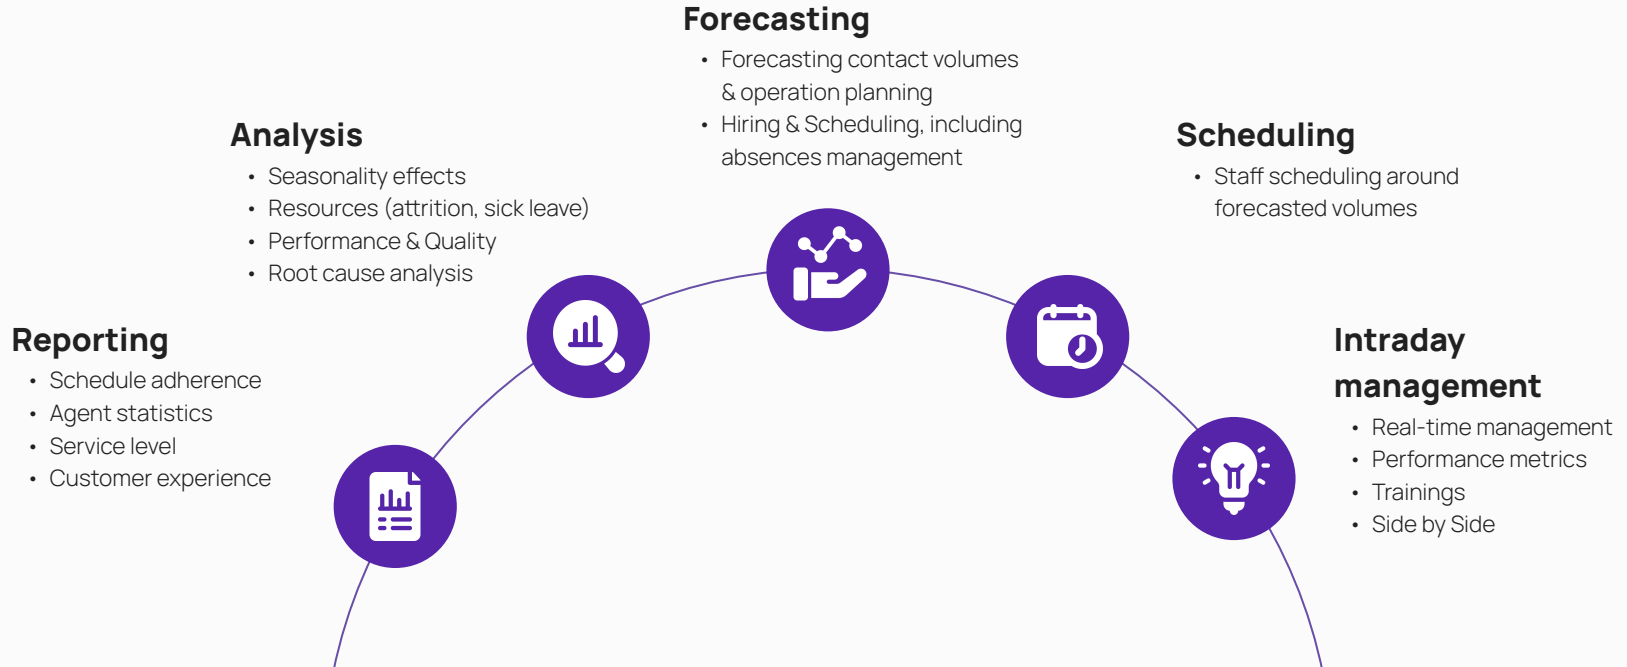 Forecasting
• Forecasting contact volumes
& operation planning
• Hiring & Scheduling, including
absences management
Analysis
• Seasonality effects
• Resources (attrition, sick leave)
• Performance & Quality
• Root cause analysis
Scheduling
• Staff scheduling around
forecasted volumes
Reporting
• Schedule adherence
• Agent statistics
• Service level
• Customer experience
Intraday
management
• Real-time management
• Performance metrics
• Trainings
• Side by Side